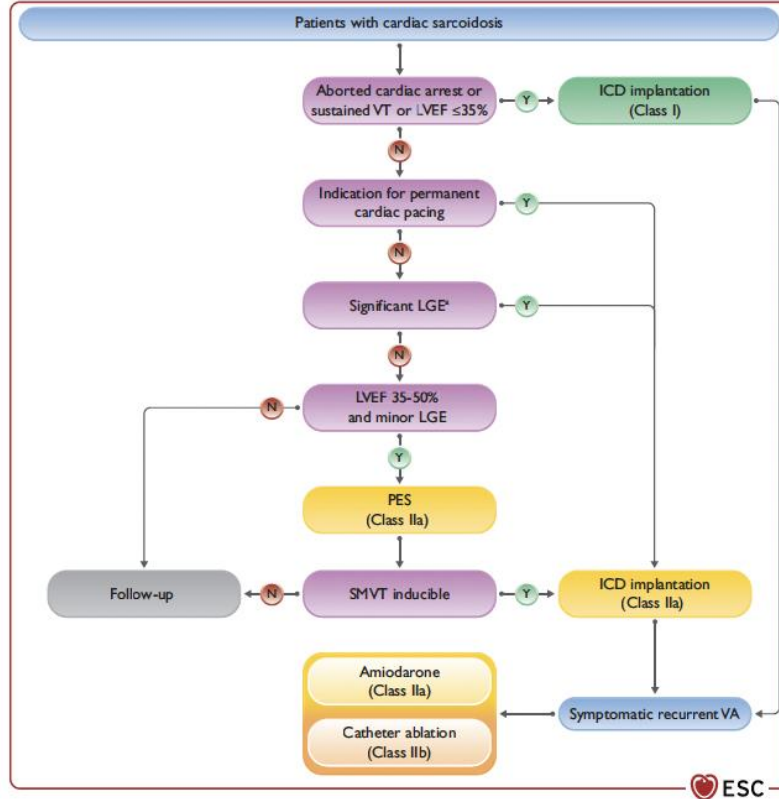 Patients with cardiac sarcoidosis
Aborted cardiac arrest or
sustained VT or LVEF ≤35%
Y
ICD implantation
(Class I)
N
Indication for permanent
cardiac pacing
Y
N
Significant LGEᵃ
Y
N
LVEF 35-50%
and minor LGE
N
Y
PES
(Class IIa)
SMVT inducible
N
Follow-up
Y
ICD implantation
(Class IIa)
Symptomatic recurrent VA
Amiodarone
(Class IIa)
Catheter ablation
(Class IIb)
ESC